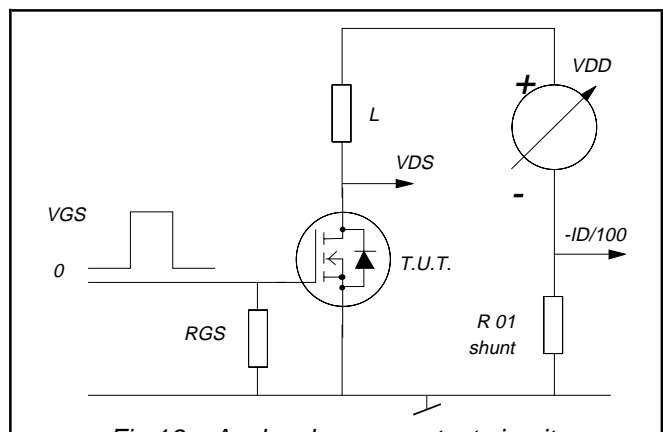 L
+
VDD
VDS
-
VGS
-ID/100
0
T.U.T.
RGS
R 01
shunt